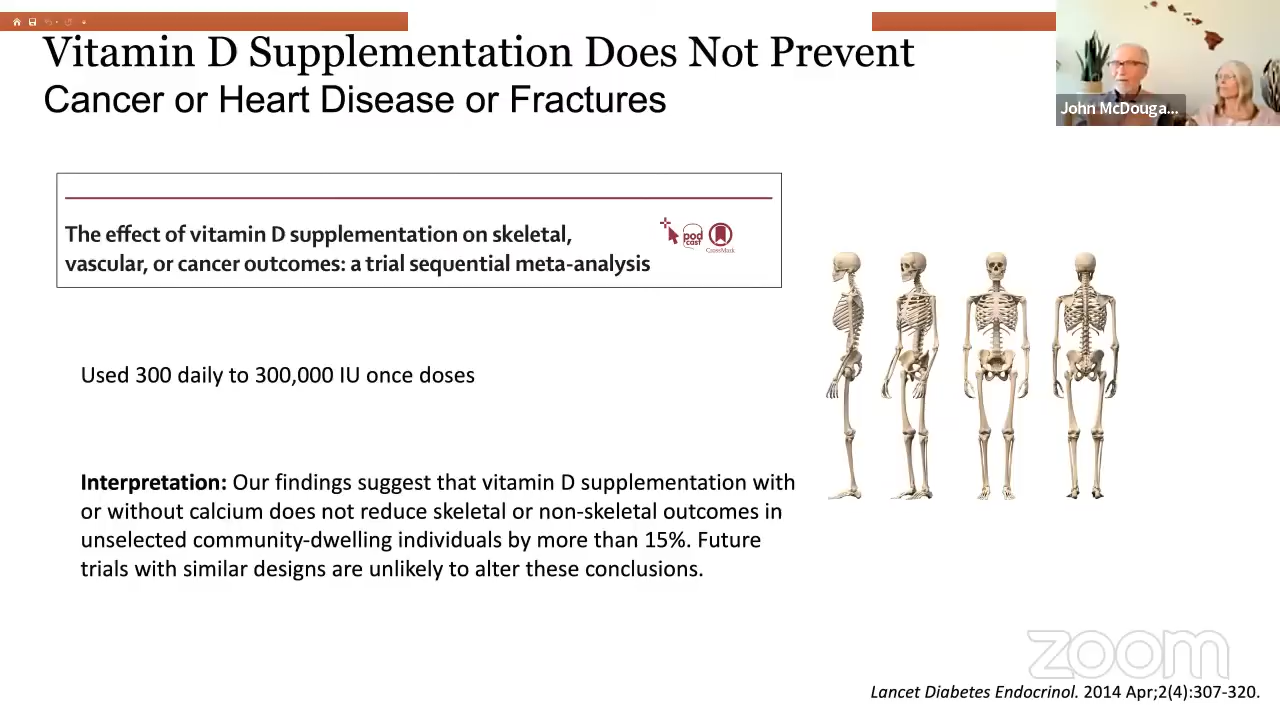 Vitamin D Supplementation Does Not Prevent
Cancer or Heart Disease or Fractures
John McDouga...
The effect of vitamin D supplementation on skeletal,
vascular, or cancer outcomes: a trial sequential meta-analysis
pod
cast
CrossMark
Used 300 daily to 300,000 IU once doses
Interpretation: Our findings suggest that vitamin D supplementation with
or without calcium does not reduce skeletal or non-skeletal outcomes in
unselected community-dwelling individuals by more than 15%. Future
trials with similar designs are unlikely to alter these conclusions.
zoom
Lancet Diabetes Endocrinol. 2014 Apr;2(4):307-320.